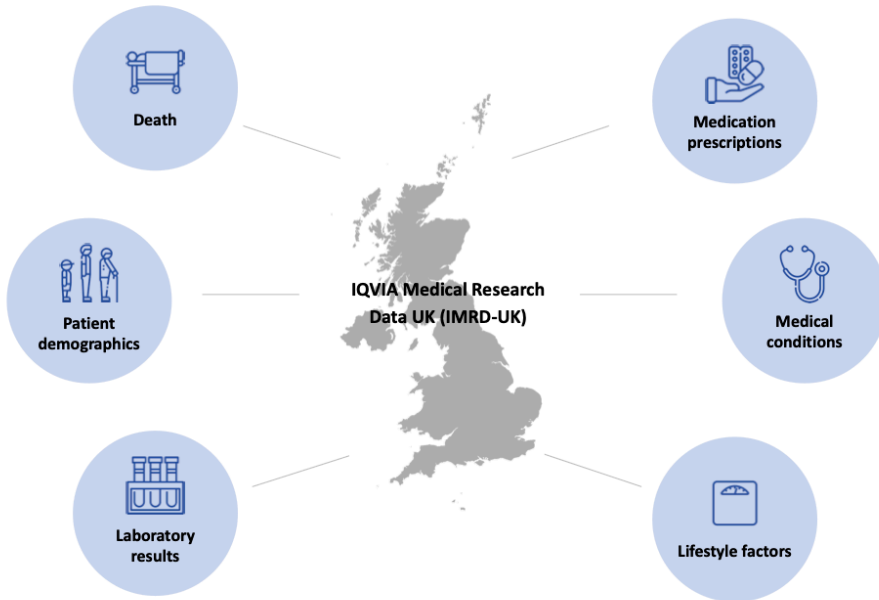 Death
Medication
prescriptions
IQVIA Medical Research
Data UK (IMRD-UK)
Patient
demographics
Medical
conditions
Laboratory
results
Lifestyle factors